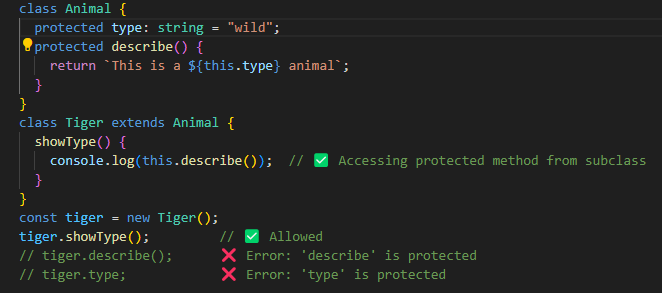 class Animal {
  protected type: string = "wild";
  protected describe() {
    return `This is a ${this.type} animal`;
  }
}
class Tiger extends Animal {
  showType() {
    console.log(this.describe());  // ✅ Accessing protected method from subclass
  }
}
const tiger = new Tiger();
tiger.showType();         // ✅ Allowed
// tiger.describe();      ❌ Error: 'describe' is protected
// tiger.type;            ❌ Error: 'type' is protected